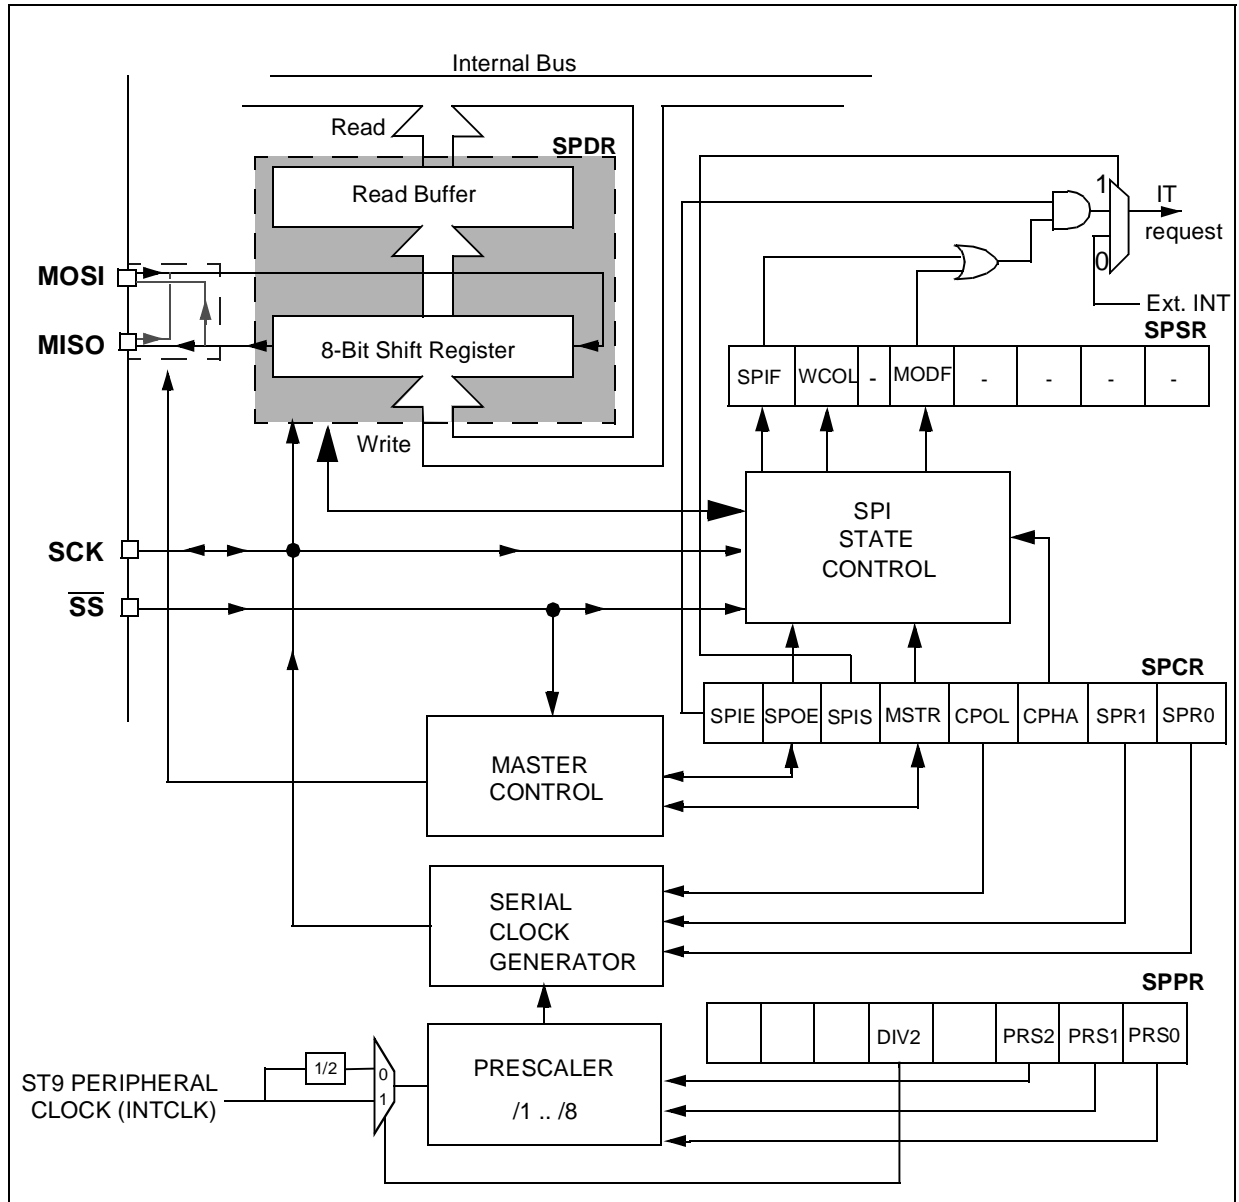 Internal Bus
Read
SPDR
Read Buffer
1
IT
request
MOSI
0
Ext. INT
MISO
8-Bit Shift Register
SPSR
SPIF WCOL - MODF - - - -
Write
SPI
STATE
CONTROL
SCK
SS
SPCR
SPIE SPOE SPIS MSTR CPOL CPHA SPR1 SPR0
MASTER
CONTROL
SERIAL
CLOCK
GENERATOR
SPPR
DIV2 PRS2 PRS1 PRS0
PRESCALER
/1 .. /8
1/2
0
1
ST9 PERIPHERAL
CLOCK (INTCLK)